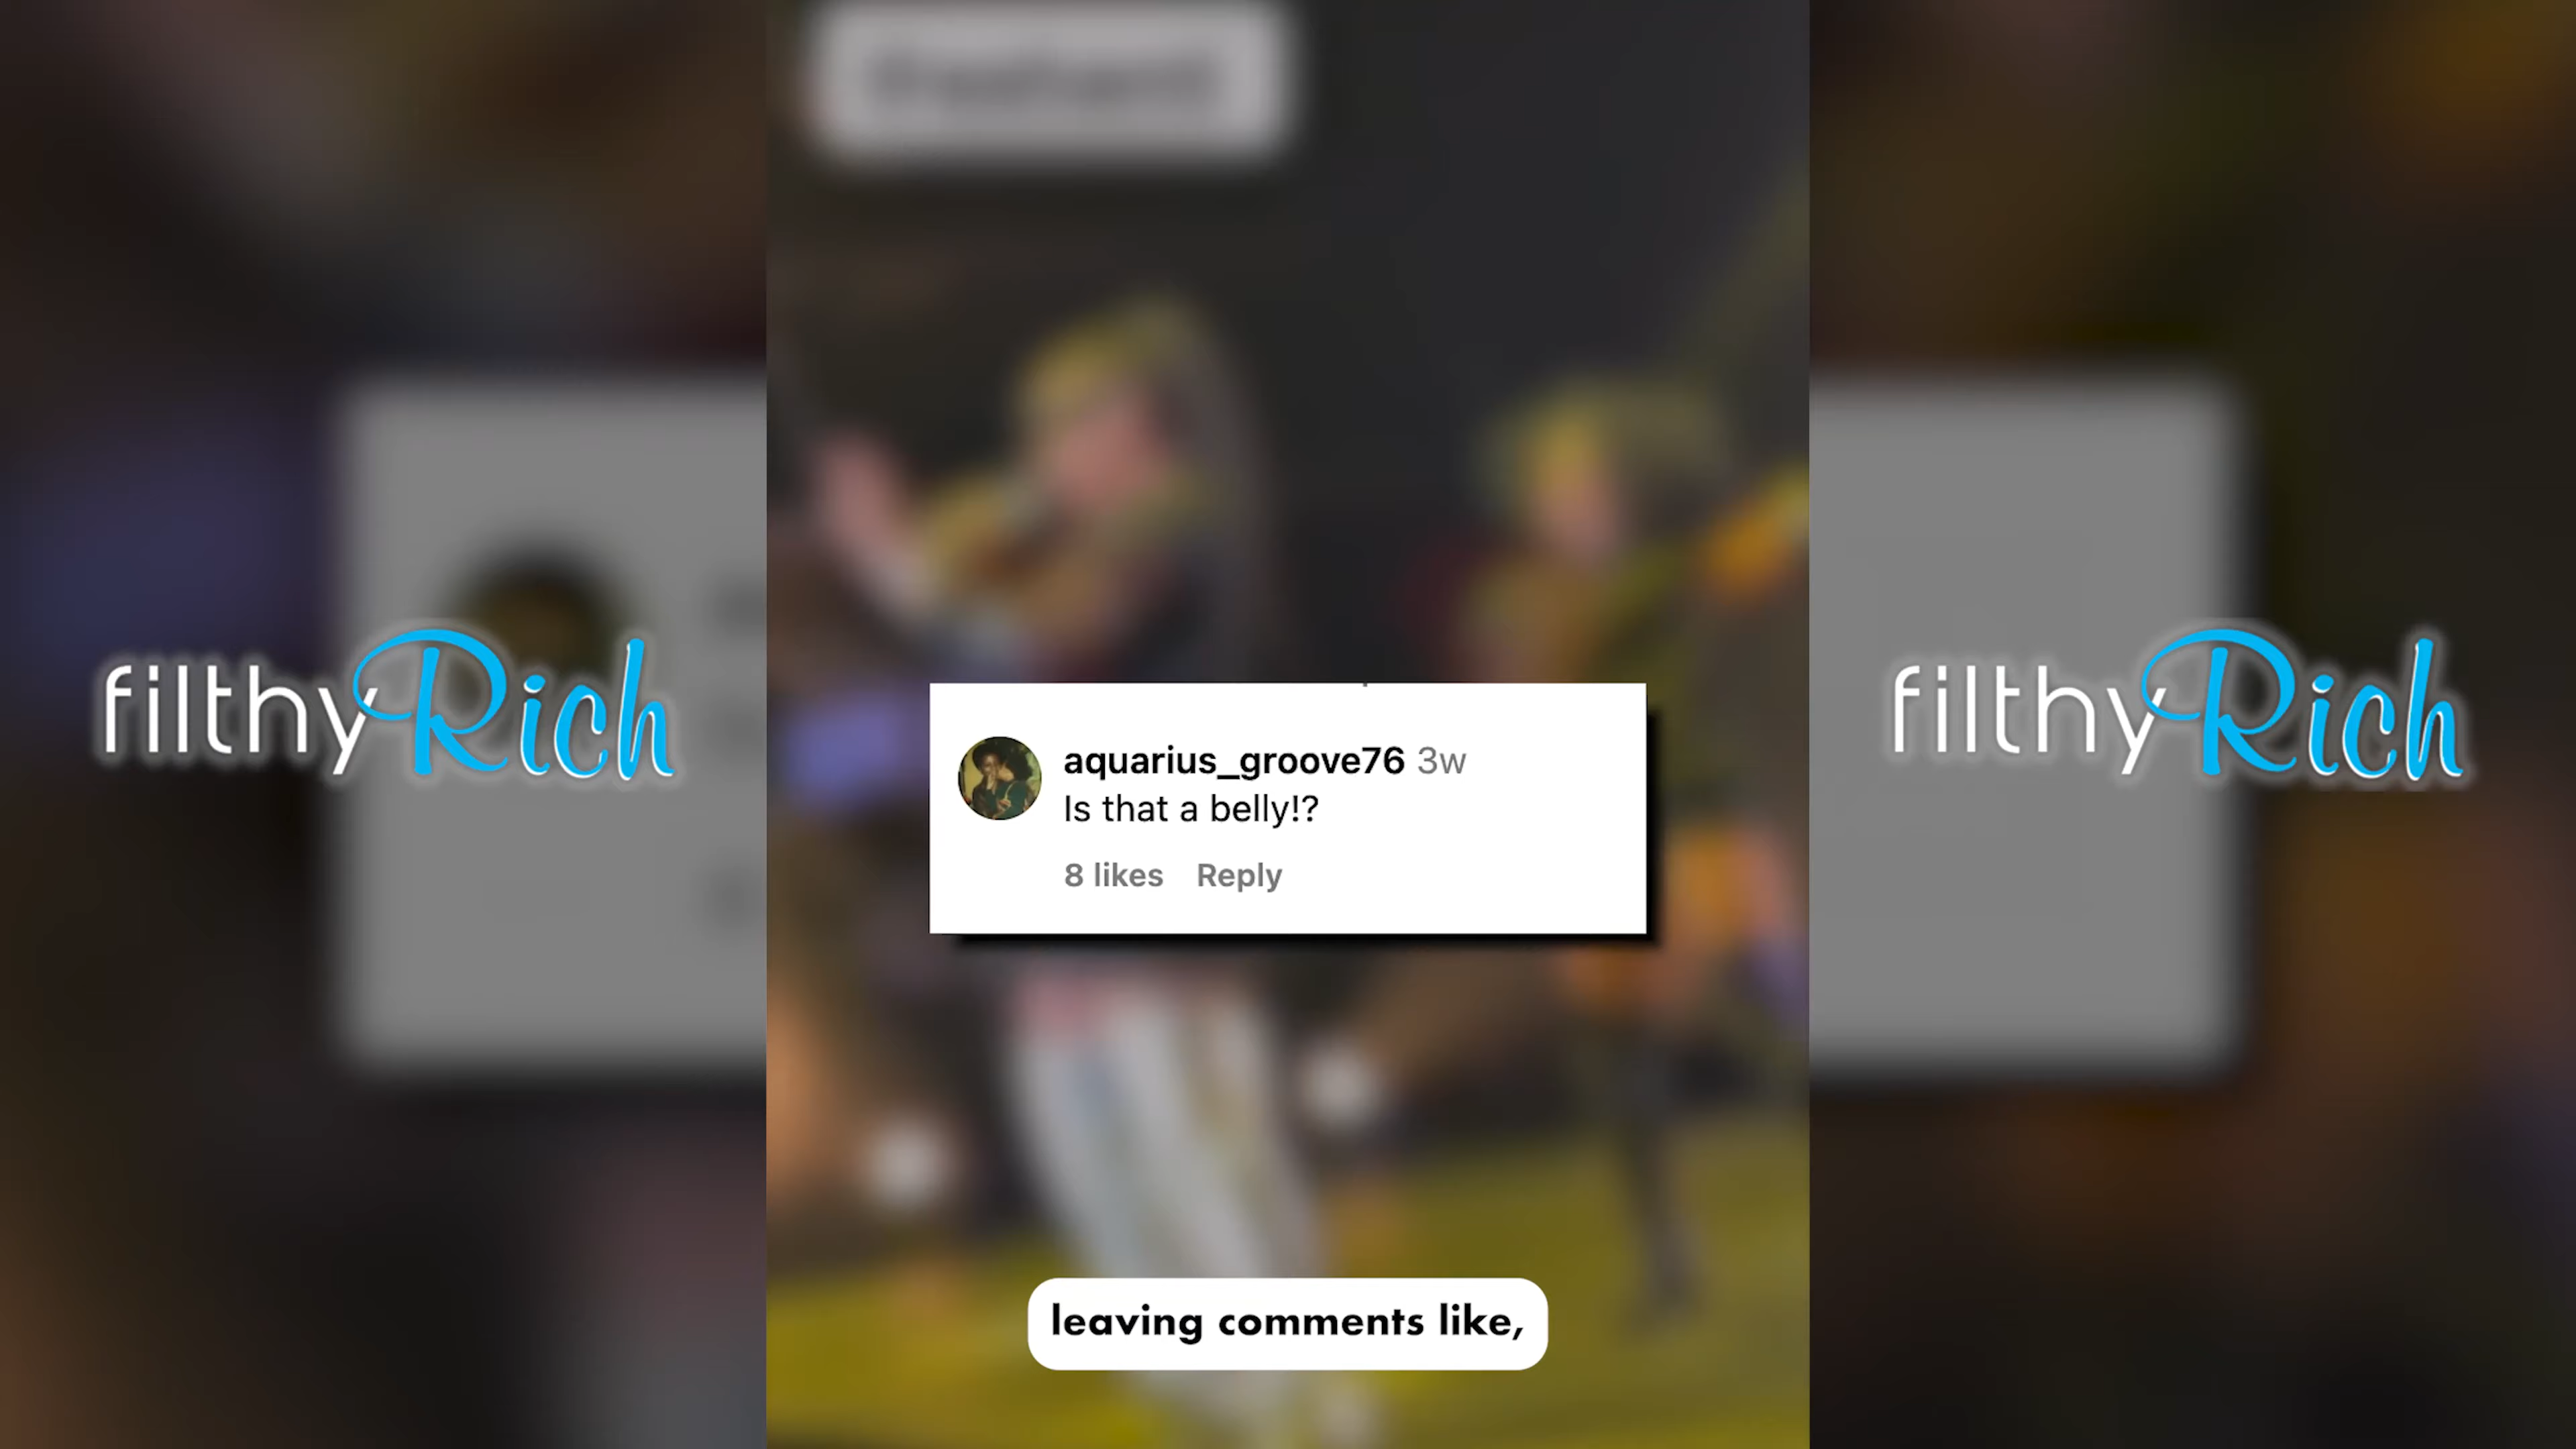 filthyRich
aquarius_groove76 3w
Is that a belly!?
8 likes Reply
filthyRich
leaving comments like,